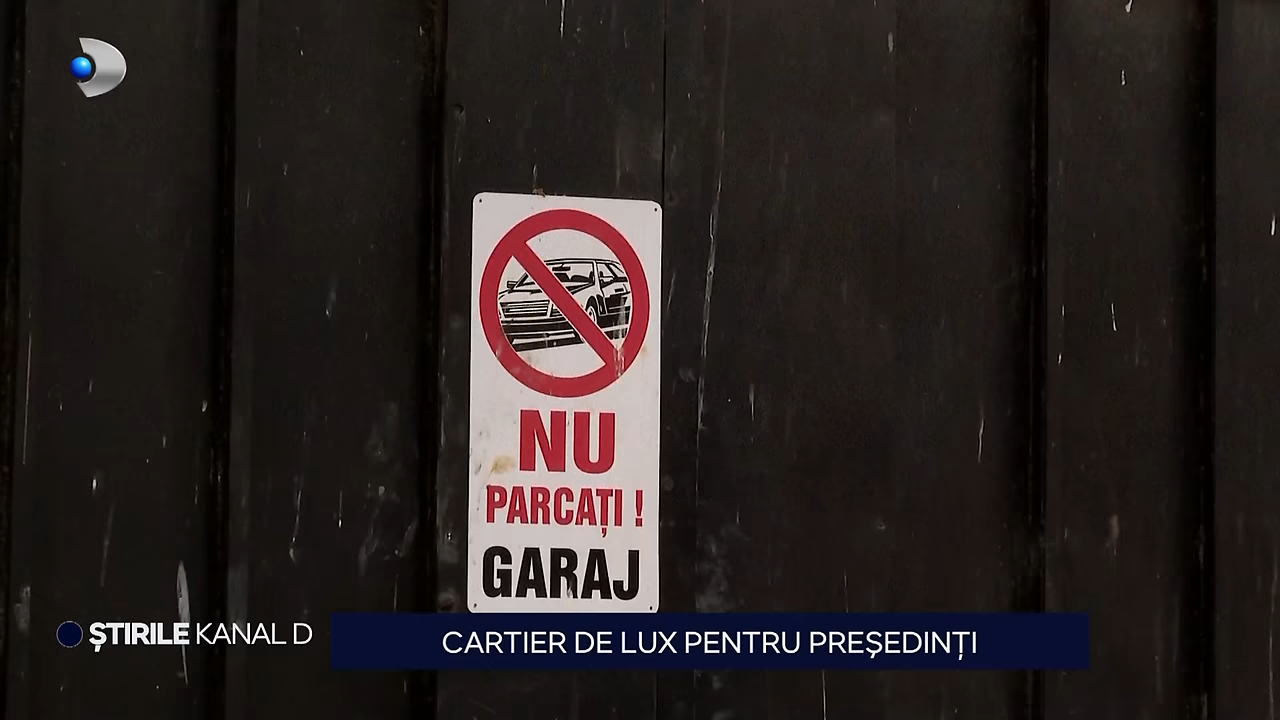 NU
PARCAȚI !
GARAJ
ȘTIRILE KANAL D
CARTIER DE LUX PENTRU PREȘEDINȚI